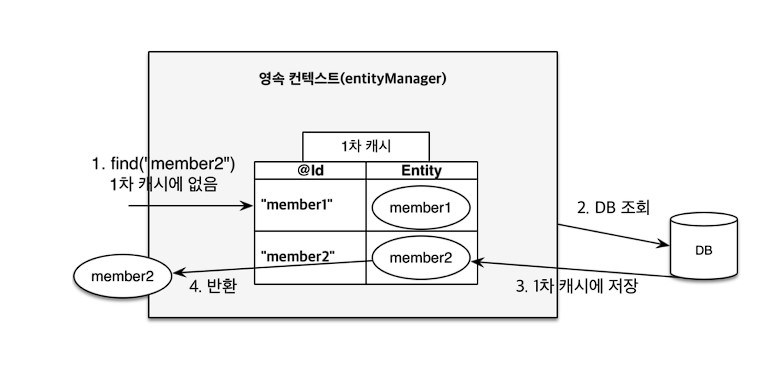 영속 컨텍스트(entityManager)
1차 캐시
1. find("member2")
1차 캐시에 없음
@Id Entity
"member1" member1
2. DB 조회
DB
"member2" member2
member2
4. 반환
3. 1차 캐시에 저장